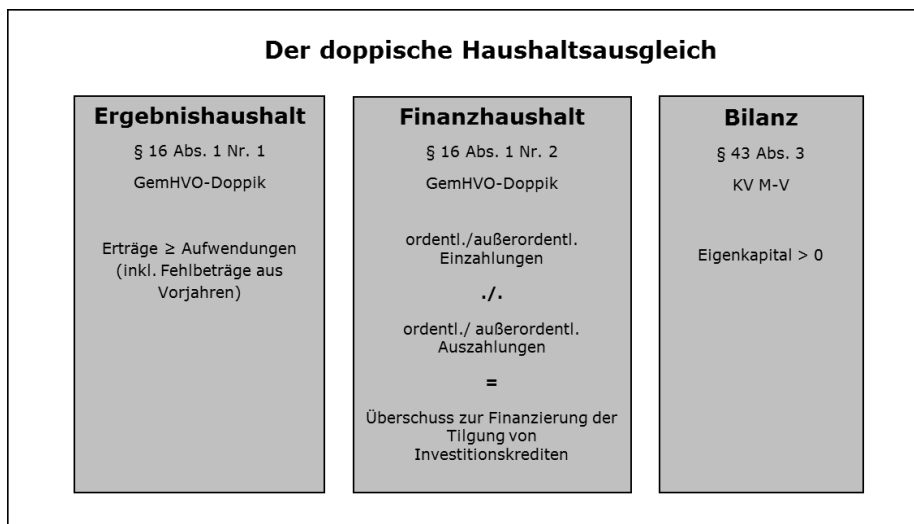 Der doppische Haushaltsausgleich
Ergebnishaushalt
§ 16 Abs. 1 Nr. 1
GemHVO-Doppik
Erträge ≥ Aufwendungen
(inkl. Fehlbeträge aus
Vorjahren)
Finanzhaushalt
§ 16 Abs. 1 Nr. 2
GemHVO-Doppik
ordentl./außerordentl.
Einzahlungen
./.
ordentl./ außerordentl.
Auszahlungen
=
Überschuss zur Finanzierung der
Tilgung von
Investitionskrediten
Bilanz
§ 43 Abs. 3
KV M-V
Eigenkapital > 0